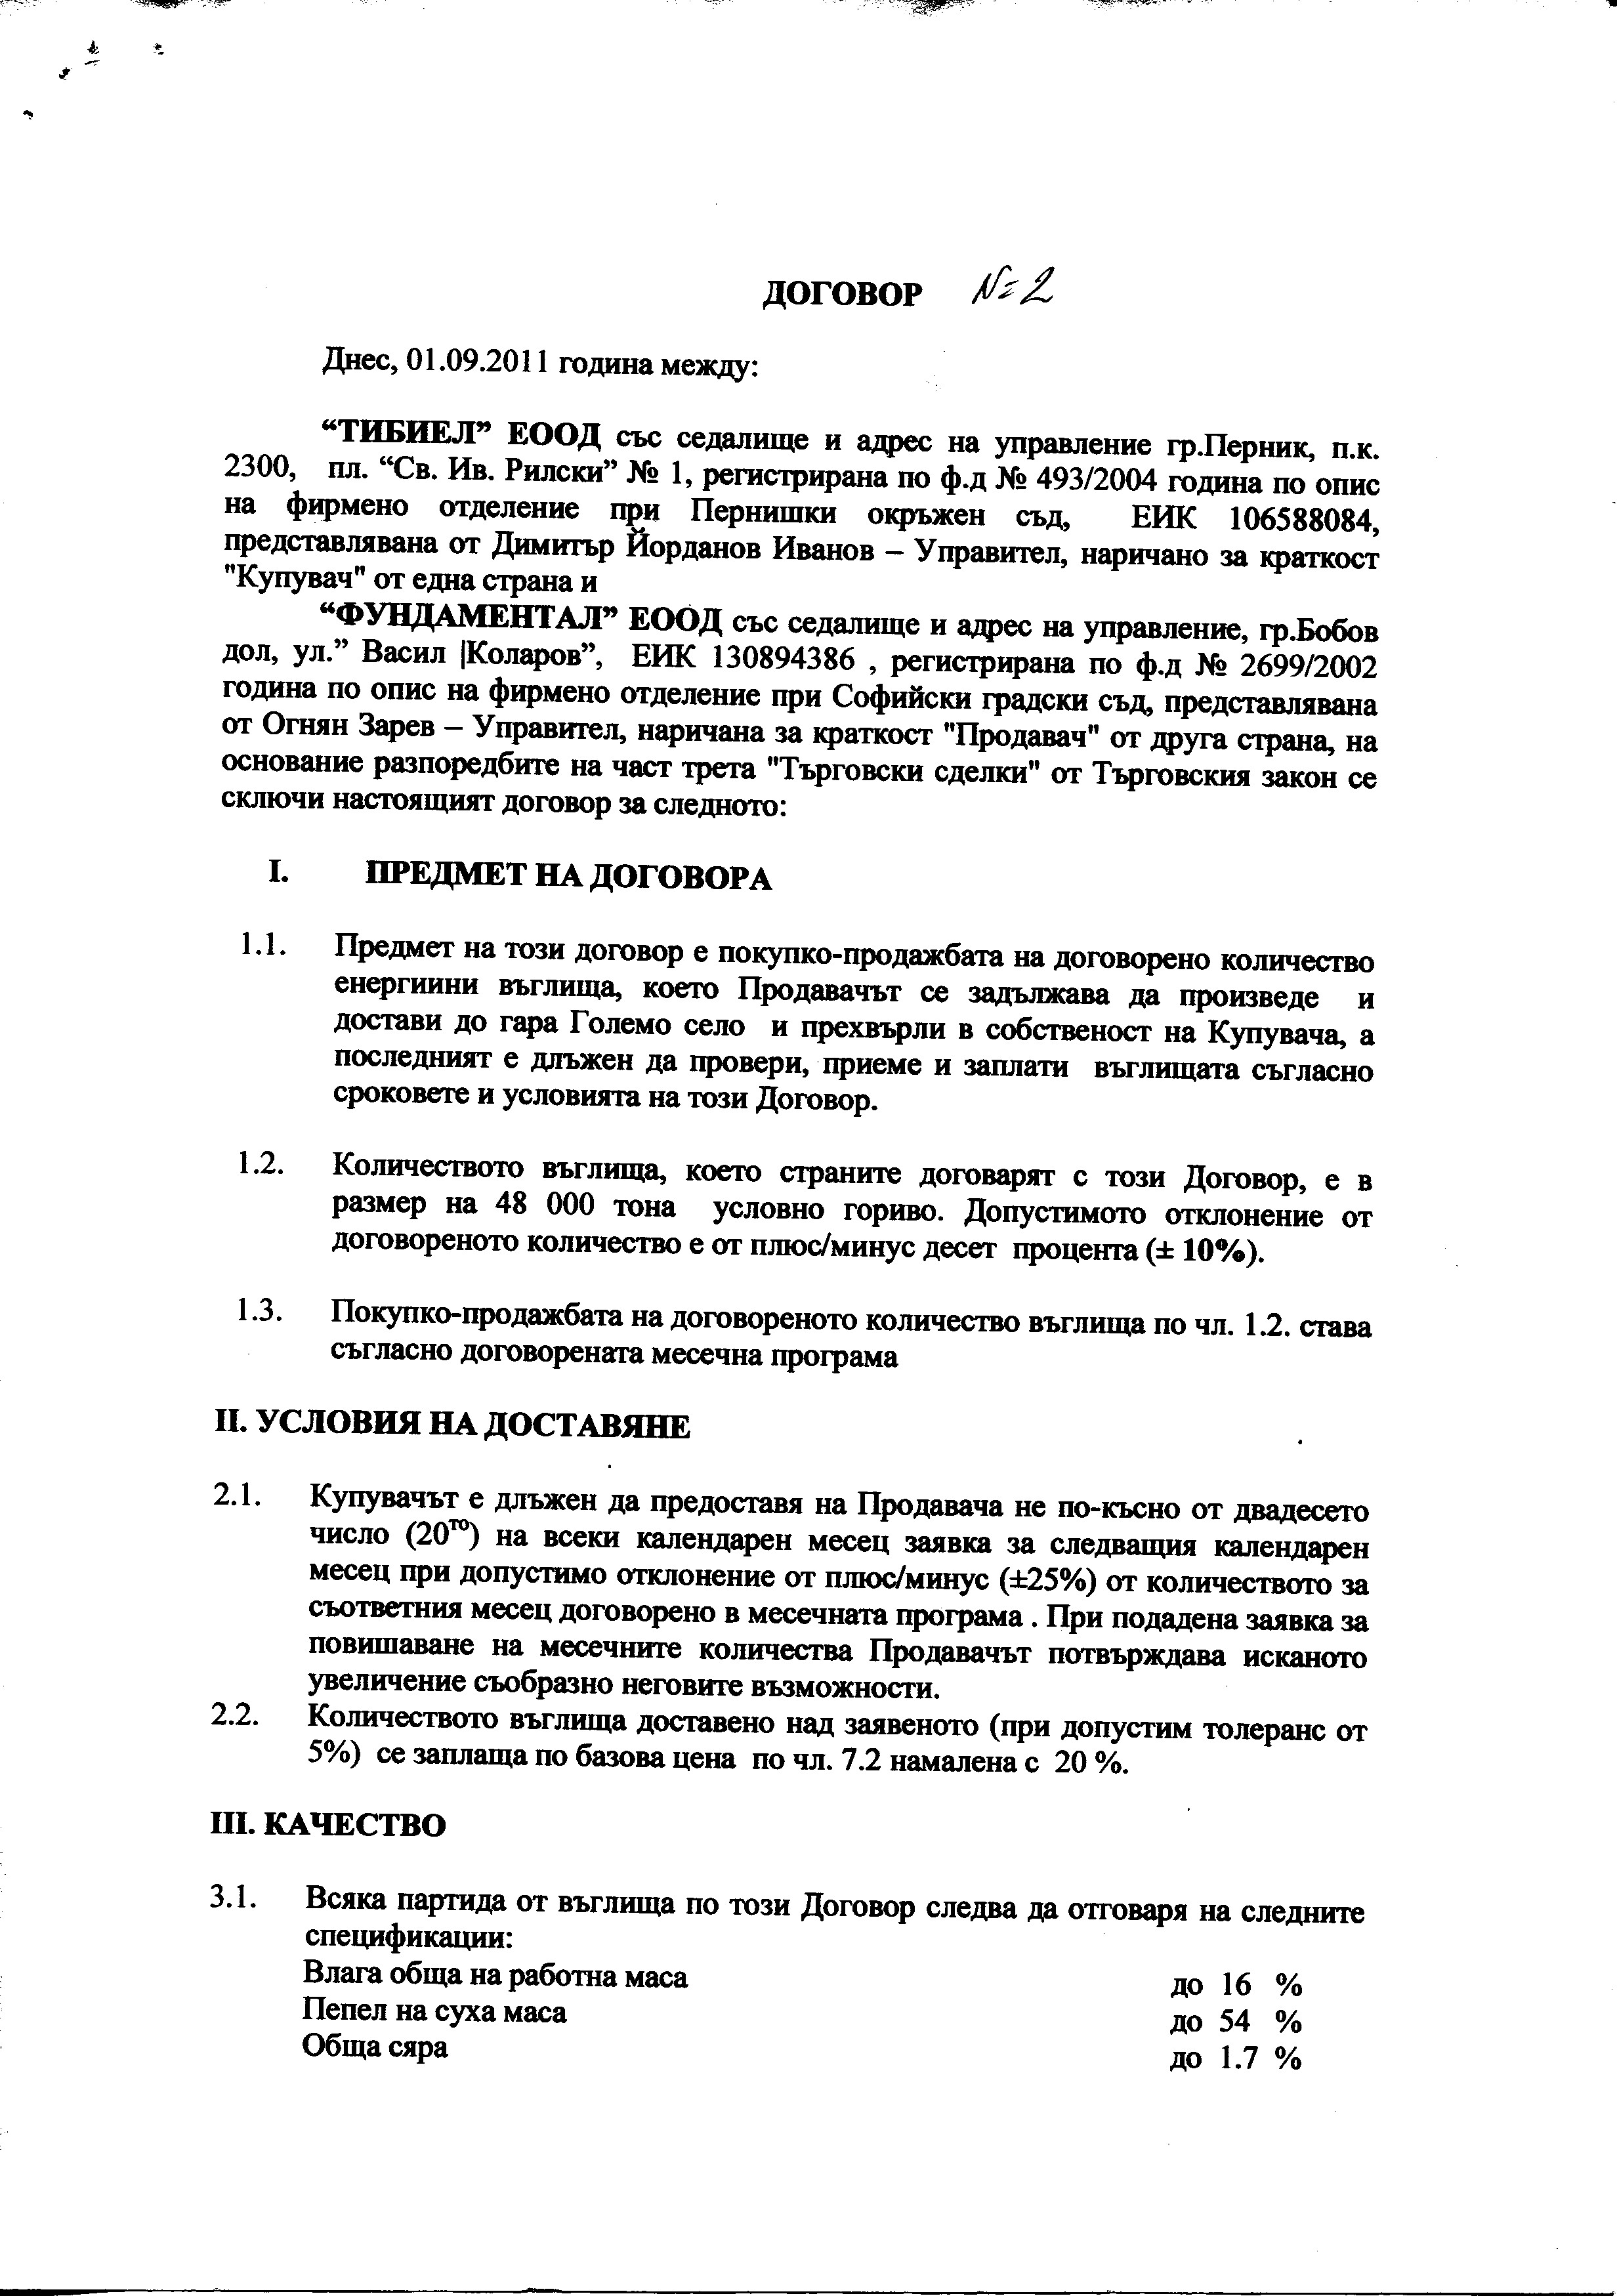 ДОГОВОР №2
Днес, 01.09.2011 година между:
“ТИБИЕЛ” ЕООД със седалище и адрес на управление гр.Перник, п.к.
2300, пл. “Св. Ив. Рилски” № 1, регистрирана по ф.д № 493/2004 година по опис
на фирмено отделение при Пернишки окръжен съд, ЕИК 106588084,
представлявана от Димитър Йорданов Иванов – Управител, наричано за краткост
"Купувач" от една страна и
“ФУНДАМЕНТАЛ” ЕООД със седалище и адрес на управление, гр.Бобов
дол, ул.” Васил |Коларов”, ЕИК 130894386 , регистрирана по ф.д № 2699/2002
година по опис на фирмено отделение при Софийски градски съд, представлявана
от Огнян Зарев – Управител, наричана за краткост "Продавач" от друга страна, на
основание разпоредбите на част трета "Търговски сделки" от Търговския закон се
сключи настоящият договор за следното:
I. ПРЕДМЕТ НА ДОГОВОРА
1.1. Предмет на този договор е покупко-продажбата на договорено количество
енергиини въглища, което Продавачът се задължава да произведе и
достави до гара Големо село и прехвърли в собственост на Купувача, а
последният е длъжен да провери, приеме и заплати въглищата съгласно
сроковете и условията на този Договор.
1.2. Количеството въглища, което страните договарят с този Договор, е в
размер на 48 000 тона условно гориво. Допустимото отклонение от
договореното количество е от плюс/минус десет процента (± 10%).
1.3. Покупко-продажбата на договореното количество въглища по чл. 1.2. става
съгласно договорената месечна програма
II. УСЛОВИЯ НА ДОСТАВЯНЕ
2.1. Купувачът е длъжен да предоставя на Продавача не по-късно от двадесето
число (20то) на всеки календарен месец заявка за следващия календарен
месец при допустимо отклонение от плюс/минус (±25%) от количеството за
съответния месец договорено в месечната програма . При подадена заявка за
повишаване на месечните количества Продавачът потвърждава исканото
увеличение съобразно неговите възможности.
2.2. Количеството въглища доставено над заявеното (при допустим толеранс от
5%) се заплаща по базова цена по чл. 7.2 намалена с 20 %.
III. КАЧЕСТВО
3.1. Всяка партида от въглища по този Договор следва да отговаря на следните
спецификации:
Влага обща на работна маса до 16 %
Пепел на суха маса до 54 %
Обща сяра до 1.7 %